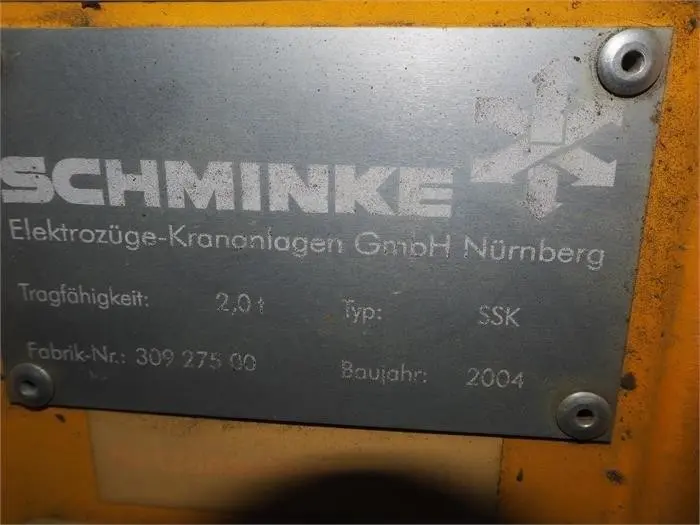 SCHMINKE
Elektrozüge-Krananlagen GmbH Nürnberg
Tragfähigkeit: 2,0 t Typ: SSK
Fabrik-Nr.: 309 275 00 Baujahr: 2004